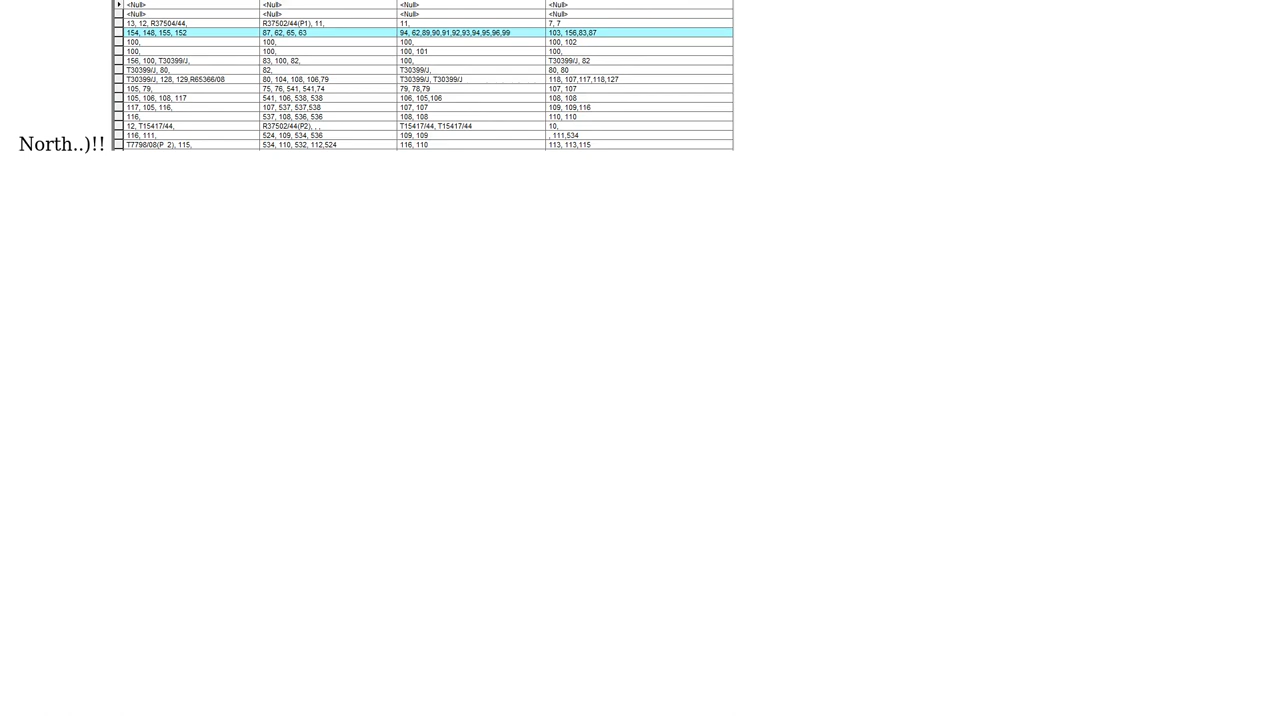 <Null> <Null> <Null> <Null>
<Null> <Null> <Null> <Null>
13, 12, R37504/44, R37502/44(P1), 11, 11, 7, 7
154, 148, 155, 152 87, 62, 65, 63 94, 62,89,90,91,92,93,94,95,96,99 103, 156,83,87
100, 100, 100, 100, 102
100, 100, 100, 101 100,
156, 100, T30399/J, 83, 100, 82, 100, T30399/J, 82
T30399/J, 80, 82, T30399/J, 80, 80
T30399/J, 128, 129,R65366/08 80, 104, 108, 106,79 T30399/J, T30399/J 118, 107,117,118,127
105, 79, 75, 76, 541, 541,74 79, 78,79 107, 107
105, 106, 108, 117 541, 106, 538, 538 106, 105,106 108, 108
117, 105, 116, 107, 537, 537,538 107, 107 109, 109,116
116, 537, 108, 536, 536 108, 108 110, 110
12, T15417/44, R37502/44(P2), , , T15417/44, T15417/44 10,
116, 111, 524, 109, 534, 536 109, 109 , 111,534
North..)!! T7798/08(P 2), 115, 534, 110, 532, 112,524 116, 110 113, 113,115